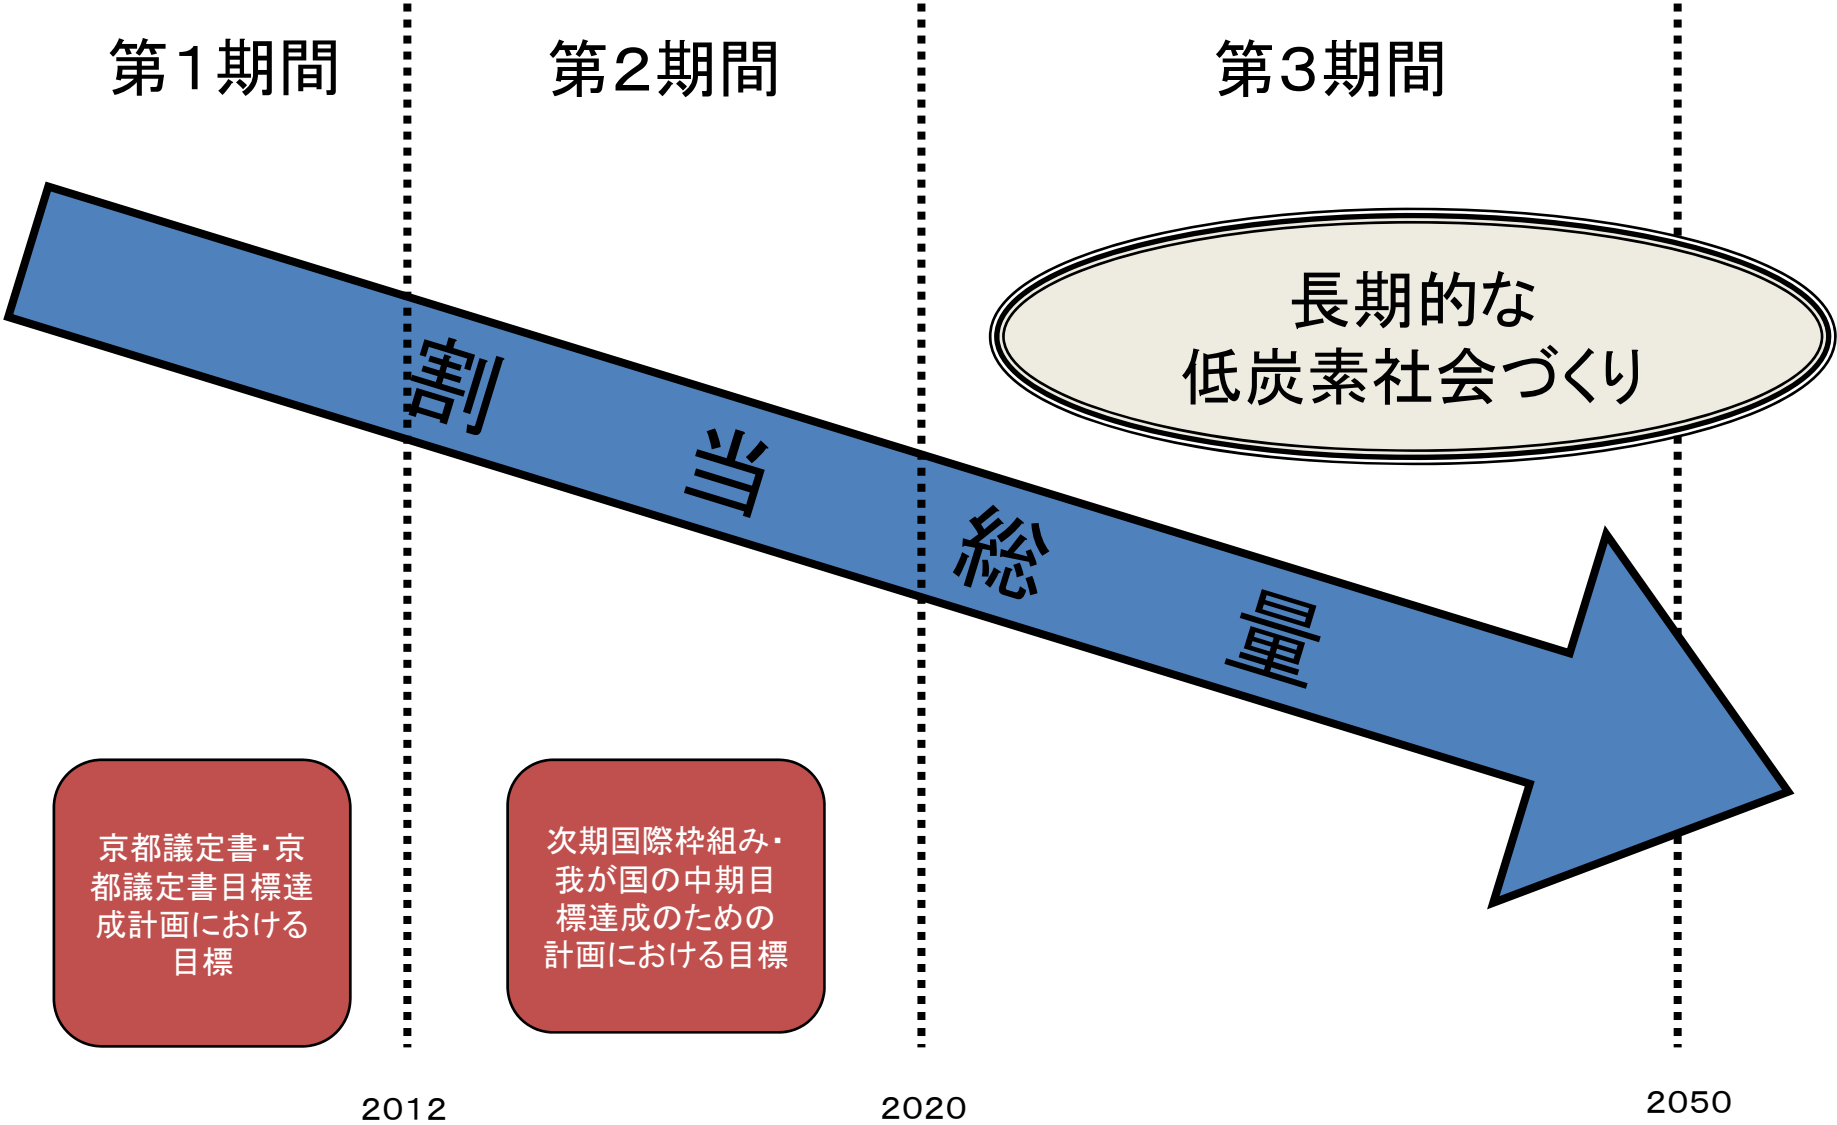 第1期間
第2期間
第3期間
長期的な
低炭素社会づくり
割当総量
京都議定書・京
都議定書目標達
成計画における
目標
次期国際枠組み・
我が国の中期目
標達成のための
計画における目標
2012
2020
2050